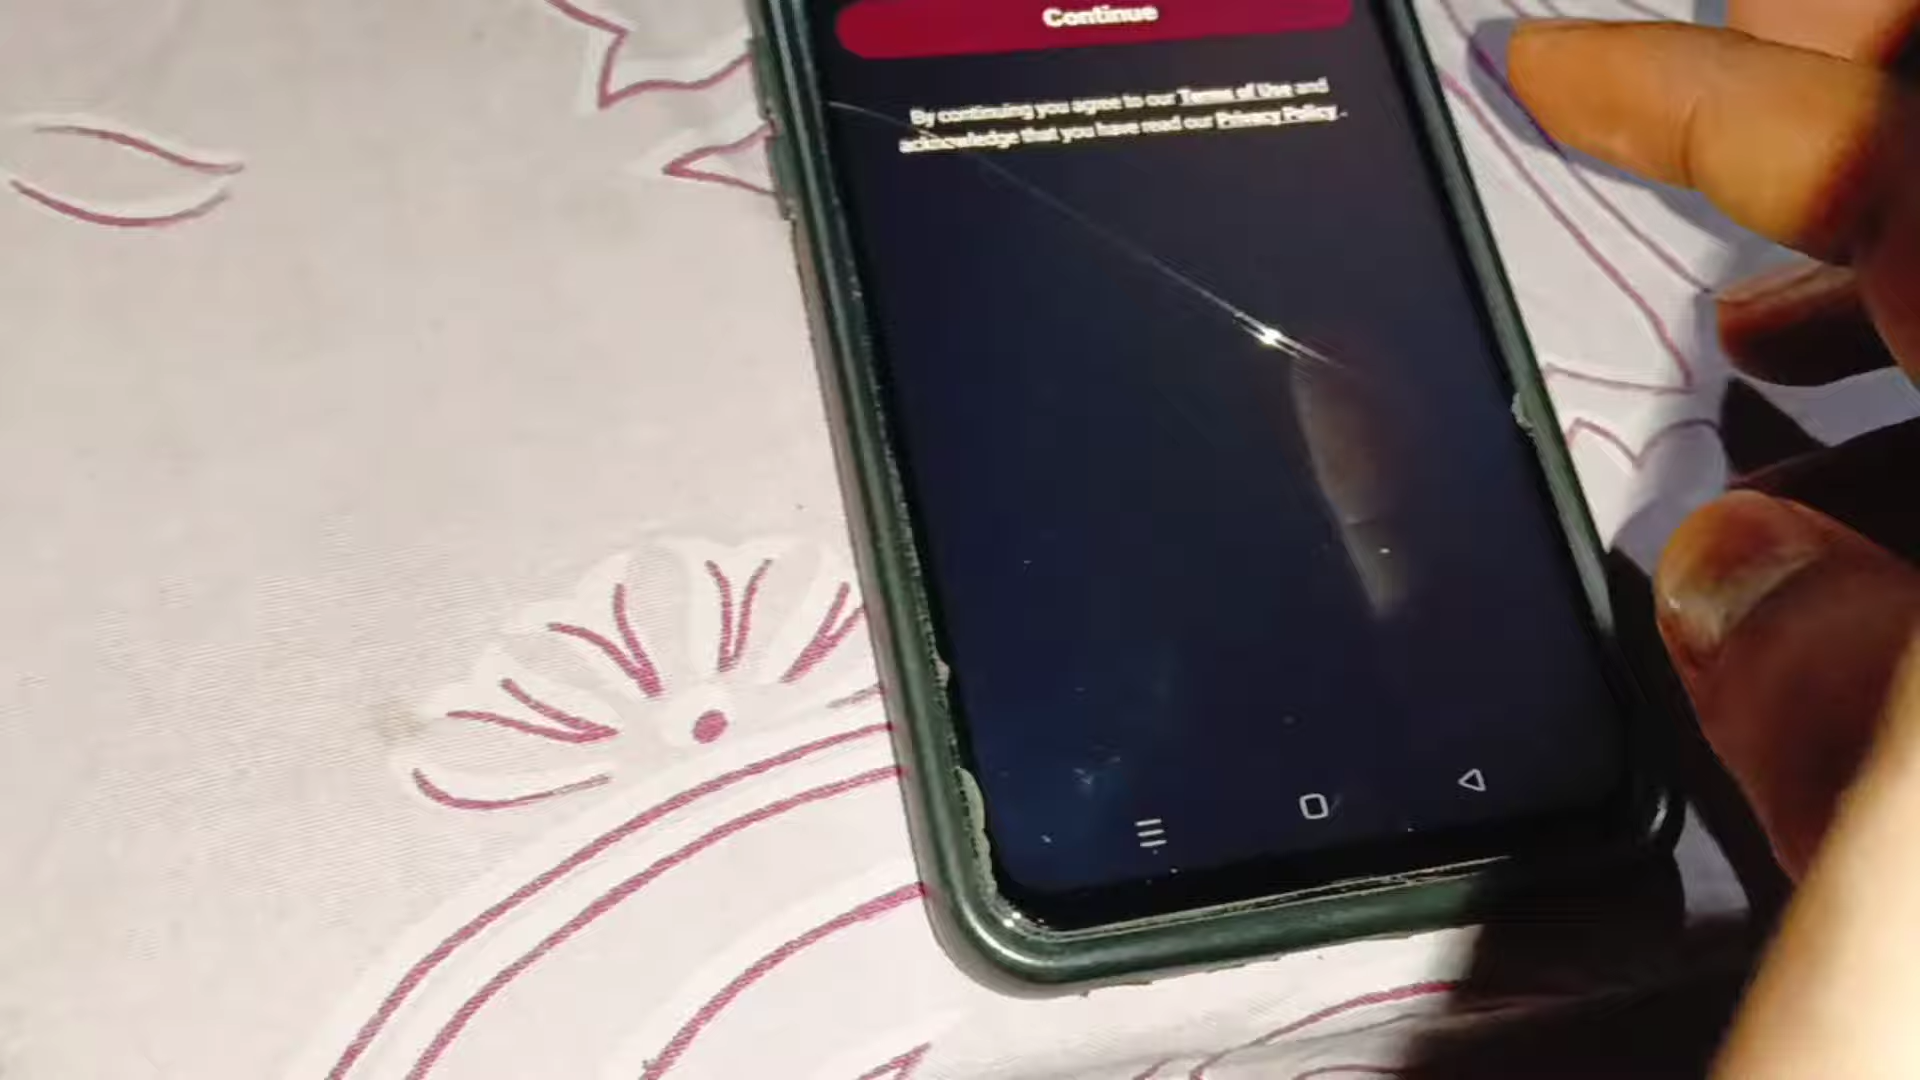 Continue
By continuing you agree to our Terms of Use and
acknowledge that you have read our Privacy Policy.